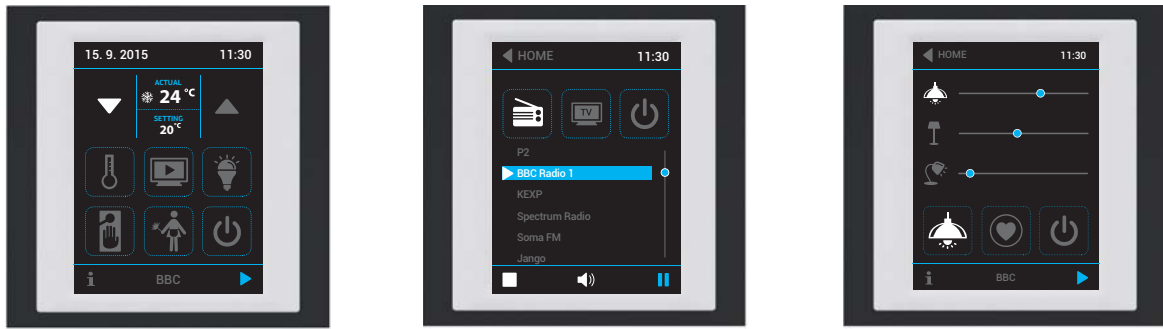 15. 9. 2015 11:30
ACTUAL
24 °C
SETTING
20°C
i BBC
HOME 11:30
TV
P2
BBC Radio 1
KEXP
Spectrum Radio
Soma FM
Jango
HOME 11:30
i BBC